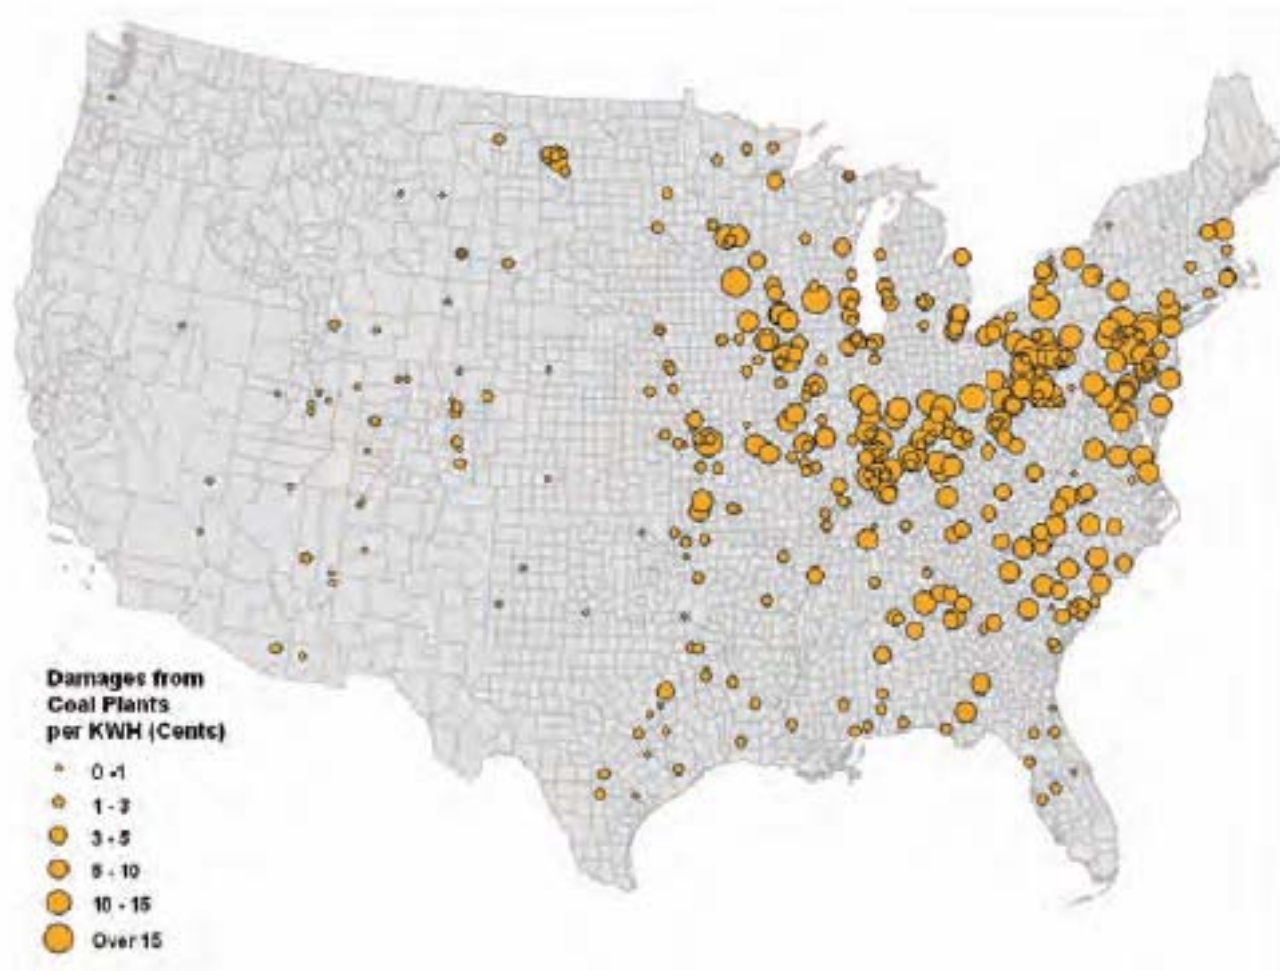 Damages from
Coal Plants
per KWH (Cents)
0 -1
1 - 3
3 - 5
5 - 10
10 - 15
Over 15